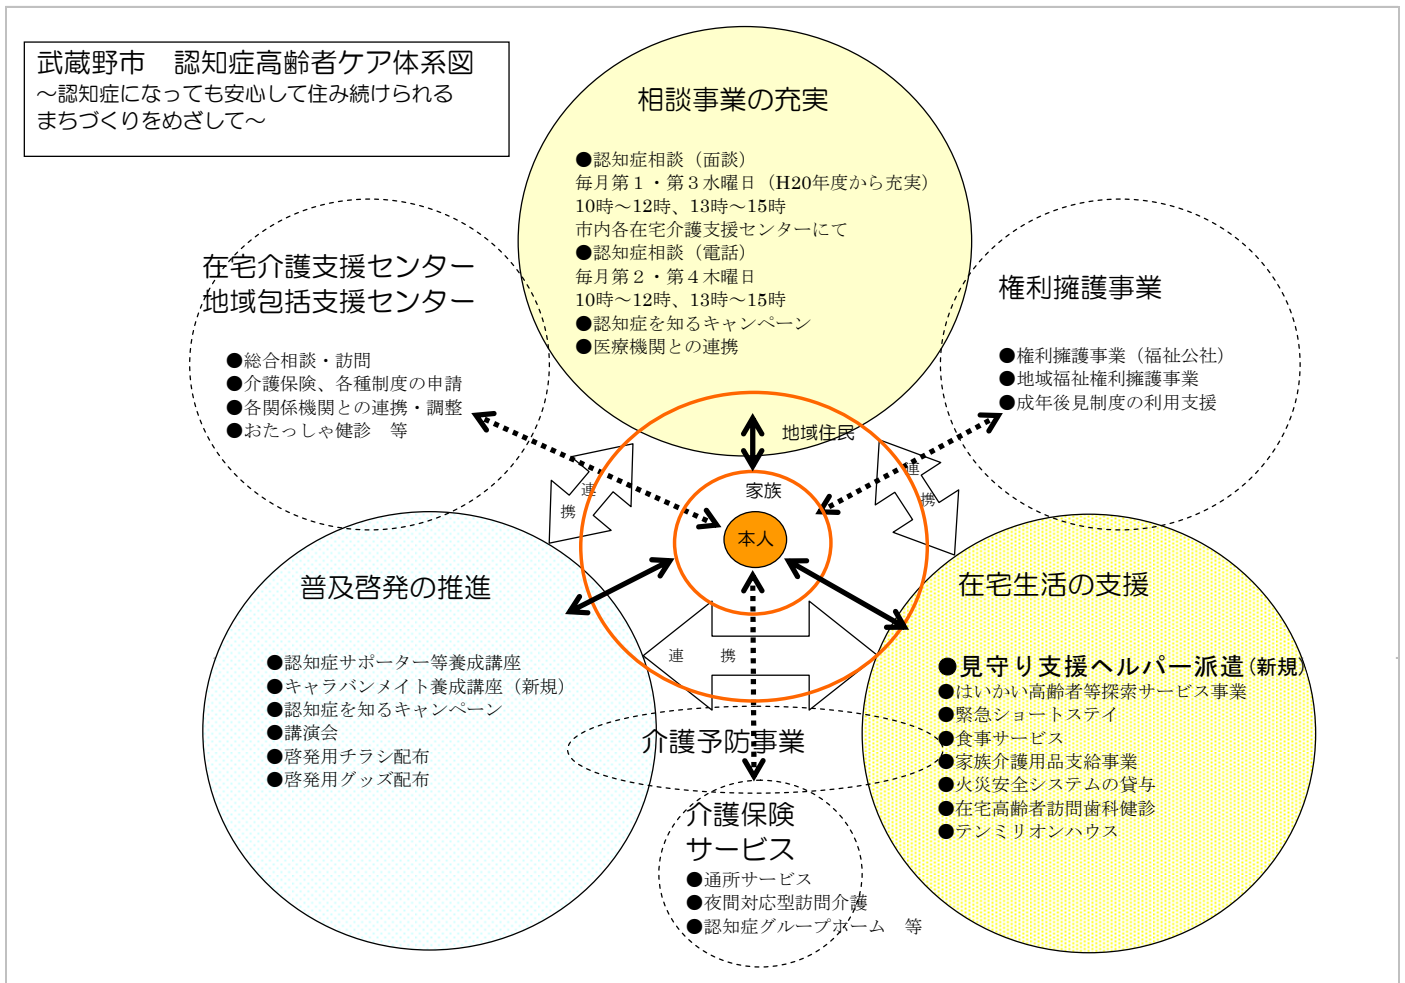 武蔵野市　認知症高齢者ケア体系図
～認知症になっても安心して住み続けられる
まちづくりをめざして～
相談事業の充実
●認知症相談（面談）
毎月第１・第３水曜日（H20年度から充実）
10時～12時、13時～15時
市内各在宅介護支援センターにて
●認知症相談（電話）
毎月第２・第４木曜日
10時～12時、13時～15時
●認知症を知るキャンペーン
●医療機関との連携
在宅介護支援センター
地域包括支援センター
●総合相談・訪問
●介護保険、各種制度の申請
●各関係機関との連携・調整
●おたっしゃ健診　等
権利擁護事業
●権利擁護事業（福祉公社）
●地域福祉権利擁護事業
●成年後見制度の利用支援
地域住民
家族
本人
連
携
連
携
連　携
普及啓発の推進
●認知症サポーター等養成講座
●キャラバンメイト養成講座（新規）
●認知症を知るキャンペーン
●講演会
●啓発用チラシ配布
●啓発用グッズ配布
在宅生活の支援
●見守り支援ヘルパー派遣(新規)
●はいかい高齢者等探索サービス事業
●緊急ショートステイ
●食事サービス
●家族介護用品支給事業
●火災安全システムの貸与
●在宅高齢者訪問歯科健診
●テンミリオンハウス
介護予防事業
介護保険
サービス
●通所サービス
●夜間対応型訪問介護
●認知症グループホーム　等